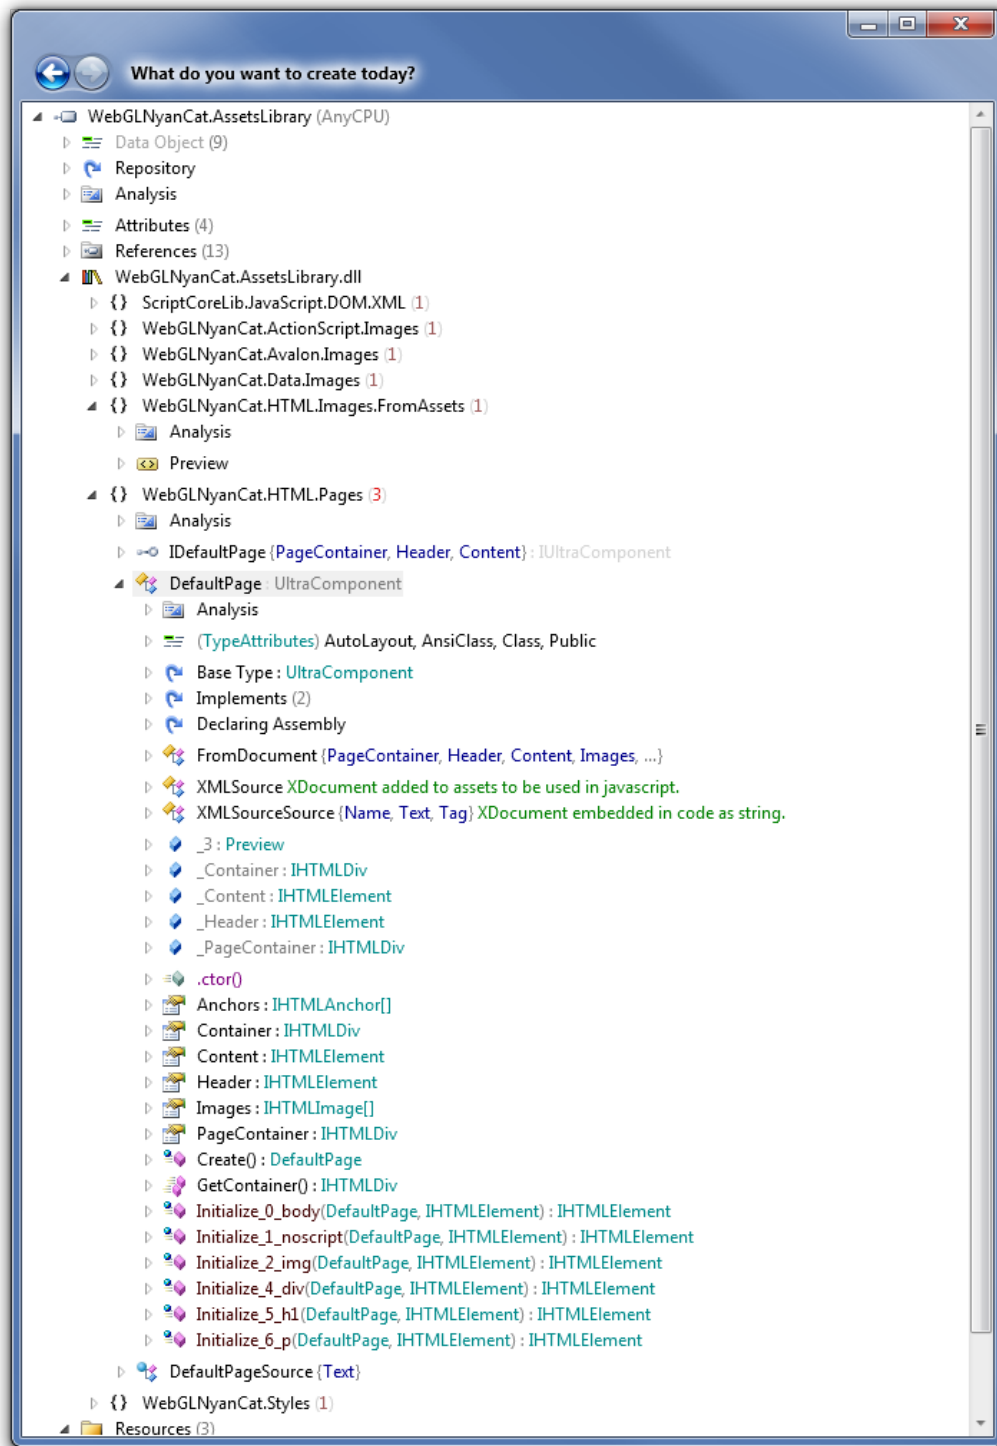 What do you want to create today?
WebGLNyanCat.AssetsLibrary (AnyCPU)
Data Object (9)
Repository
Analysis
Attributes (4)
References (13)
WebGLNyanCat.AssetsLibrary.dll
{} ScriptCoreLib.JavaScript.DOM.XML (1)
{} WebGLNyanCat.ActionScript.Images (1)
{} WebGLNyanCat.Avalon.Images (1)
{} WebGLNyanCat.Data.Images (1)
{} WebGLNyanCat.HTML.Images.FromAssets (1)
Analysis
Preview
{} WebGLNyanCat.HTML.Pages (3)
Analysis
IDefaultPage {PageContainer, Header, Content} : IUltraComponent
DefaultPage : UltraComponent
Analysis
(TypeAttributes) AutoLayout, AnsiClass, Class, Public
Base Type : UltraComponent
Implements (2)
Declaring Assembly
FromDocument {PageContainer, Header, Content, Images, ...}
XMLSource XDocument added to assets to be used in javascript.
XMLSourceSource {Name, Text, Tag} XDocument embedded in code as string.
_3 : Preview
_Container : IHTMLDiv
_Content : IHTMLElement
_Header : IHTMLElement
_PageContainer : IHTMLDiv
.ctor()
Anchors : IHTMLAnchor[]
Container : IHTMLDiv
Content : IHTMLElement
Header : IHTMLElement
Images : IHTMLImage[]
PageContainer : IHTMLDiv
Create() : DefaultPage
GetContainer() : IHTMLDiv
Initialize_0_body(DefaultPage, IHTMLElement) : IHTMLElement
Initialize_1_noscript(DefaultPage, IHTMLElement) : IHTMLElement
Initialize_2_img(DefaultPage, IHTMLElement) : IHTMLElement
Initialize_4_div(DefaultPage, IHTMLElement) : IHTMLElement
Initialize_5_h1(DefaultPage, IHTMLElement) : IHTMLElement
Initialize_6_p(DefaultPage, IHTMLElement) : IHTMLElement
DefaultPageSource {Text}
{} WebGLNyanCat.Styles (1)
Resources (3)